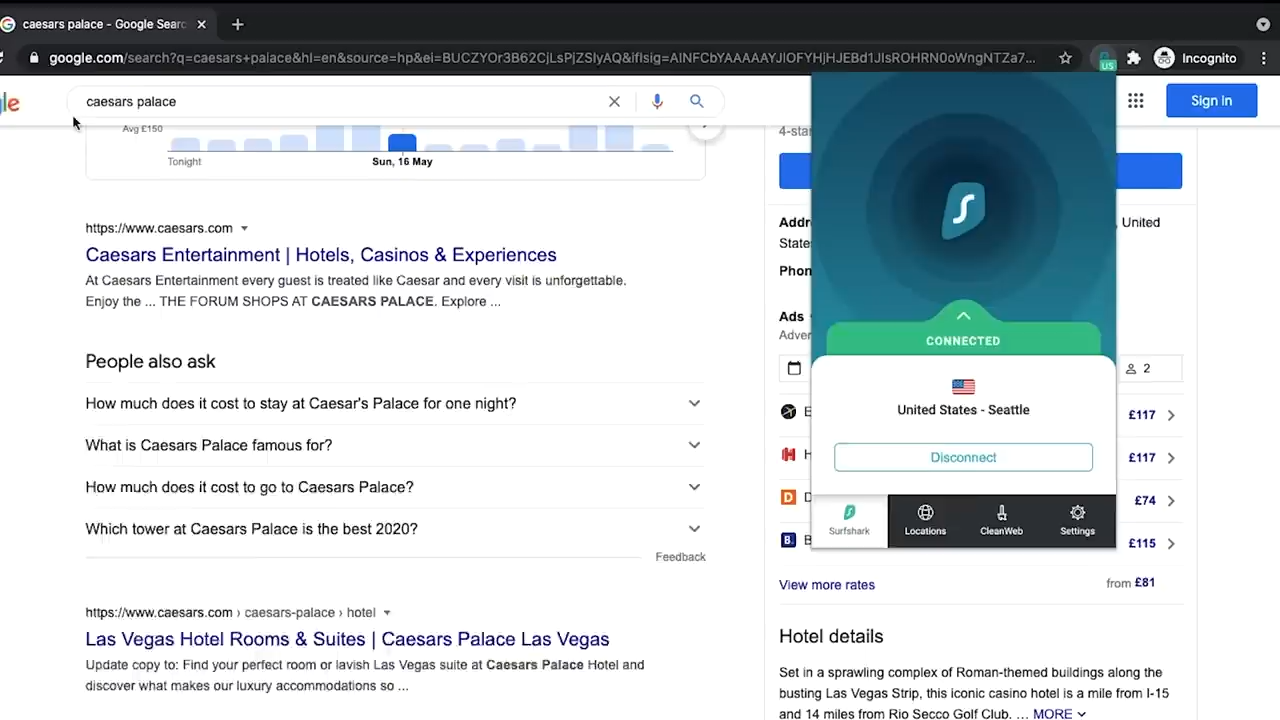 caesars palace - Google Searc
google.com/search?q=caesars+palace&hl=en&source=hp&ei=BUCZYOr3B62CjLsPjZSIyAQ&iflsig=AINFCbYAAAAAYJlOFYHjHJEBd1JlsROHRN0oWngNTZa7...
US
Incognito
caesars palace
Sign In
Avg £150
Tonight
Sun, 16 May
https://www.caesars.com
Caesars Entertainment | Hotels, Casinos & Experiences
At Caesars Entertainment every guest is treated like Caesar and every visit is unforgettable.
Enjoy the ... THE FORUM SHOPS AT CAESARS PALACE. Explore ...
People also ask
How much does it cost to stay at Caesar's Palace for one night?
What is Caesars Palace famous for?
How much does it cost to go to Caesars Palace?
Which tower at Caesars Palace is the best 2020?
Feedback
https://www.caesars.com › caesars-palace › hotel
Las Vegas Hotel Rooms & Suites | Caesars Palace Las Vegas
Update copy to: Find your perfect room or lavish Las Vegas suite at Caesars Palace Hotel and
discover what makes our luxury accommodations so ...
4-star
Addre
, United
State
Phon
Ads
Adver
2
CONNECTED
United States - Seattle
Disconnect
Surfshark
Locations
CleanWeb
Settings
E
£117
H
£117
D
£74
B
£115
View more rates
from £81
Hotel details
Set in a sprawling complex of Roman-themed buildings along the
busting Las Vegas Strip, this iconic casino hotel is a mile from I-15
and 14 miles from Rio Secco Golf Club. ... MORE